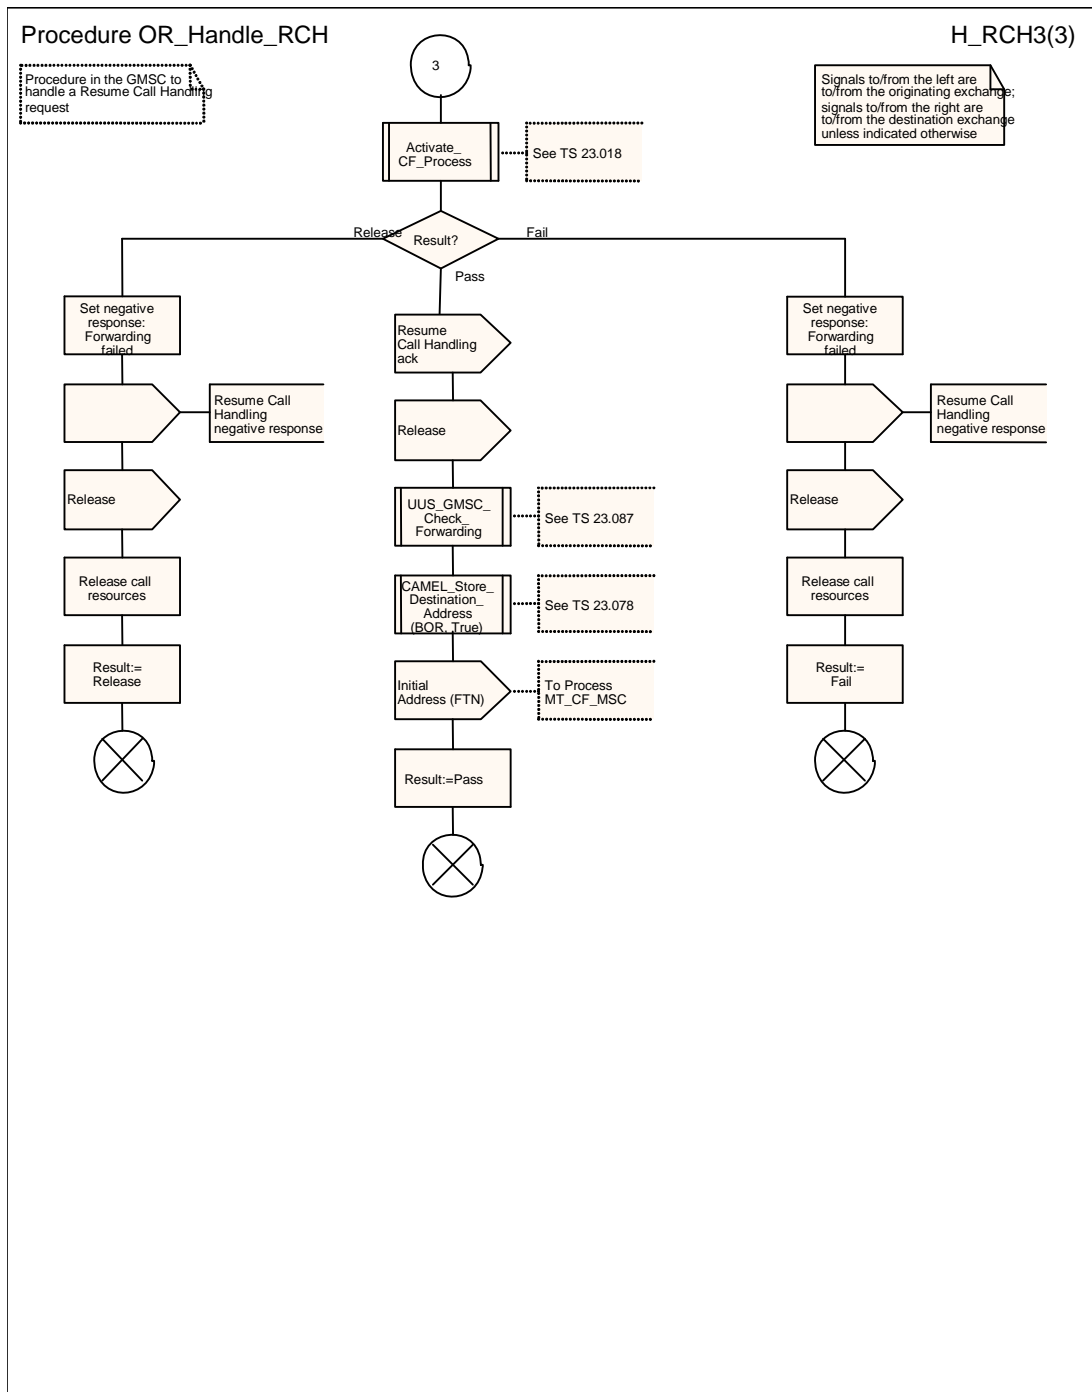 Procedure OR_Handle_RCH
H_RCH3(3)
Procedure in the GMSC to
handle a Resume Call Handling
request
3
Signals to/from the left are
to/from the originating exchange;
signals to/from the right are
to/from the destination exchange
unless indicated otherwise
Activate_
CF_Process
See TS 23.018
Release
Result?
Fail
Pass
Set negative
response:
Forwarding
failed
Resume Call
Handling
negative response
Release
Release call
resources
Result:=
Release
Resume
Call Handling
ack
Release
UUS_GMSC_
Check_
Forwarding
See TS 23.087
CAMEL_Store_
Destination_
Address
(BOR, True)
See TS 23.078
Initial
Address (FTN)
To Process
MT_CF_MSC
Result:=Pass
Set negative
response:
Forwarding
failed
Resume Call
Handling
negative response
Release
Release call
resources
Result:=
Fail